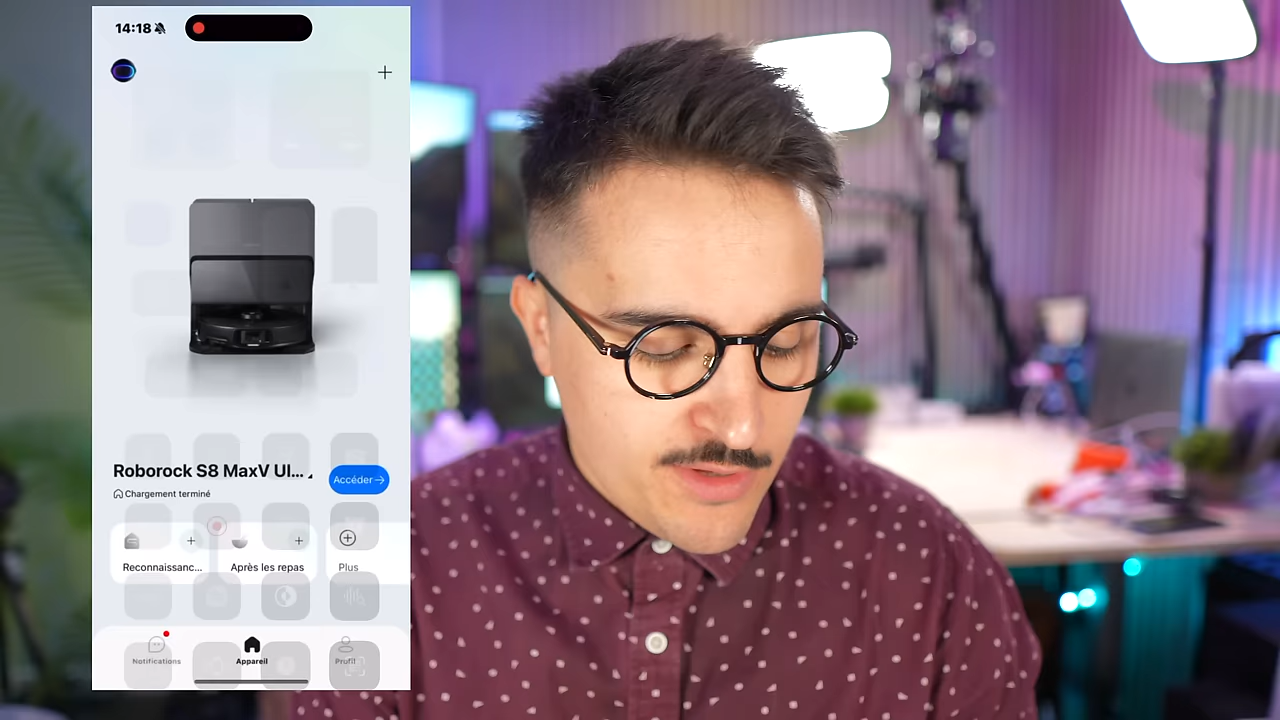 14:18
Roborock S8 MaxV Ul...
Accéder
Chargement terminé
Reconnaissanc...
Après les repas
Plus
Notifications
Appareil
Profil